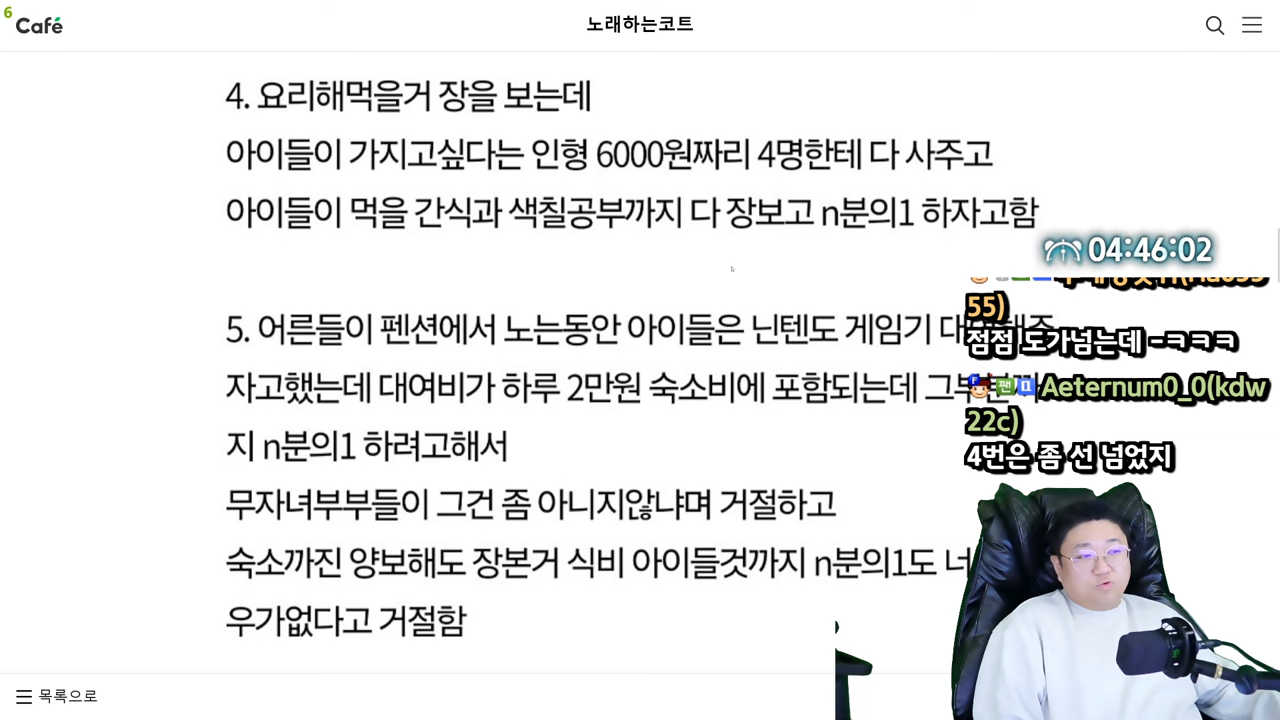 6
Café
노래하는코트
4. 요리해먹을거 장을 보는데
아이들이 가지고싶다는 인형 6000원짜리 4명한테 다 사주고
아이들이 먹을 간식과 색칠공부까지 다 장보고 n분의1 하자고함
04:46:02
55)
점점 도가넘는데 -ㅋㅋㅋ
5. 어른들이 펜션에서 노는동안 아이들은 닌텐도 게임기
자고했는데 대여비가 하루 2만원 숙소비에 포함되는데
Aeternum0_0(kdw
22c)
4번은 좀 선 넘었지
지 n분의1 하려고해서
무자녀부부들이 그건 좀 아니지않냐며 거절하고
숙소까진 양보해도 장본거 식비 아이들것까지 n분의1도
우가없다고 거절함
목록으로